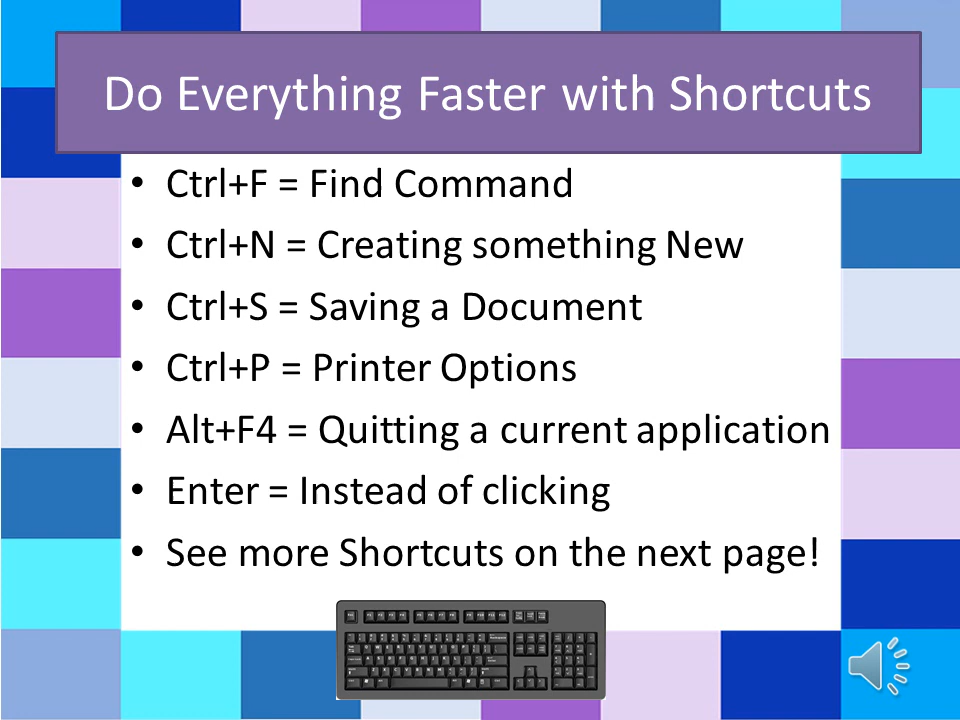 Do Everything Faster with Shortcuts
• Ctrl+F = Find Command
• Ctrl+N = Creating something New
• Ctrl+S = Saving a Document
• Ctrl+P = Printer Options
• Alt+F4 = Quitting a current application
• Enter = Instead of clicking
• See more Shortcuts on the next page!